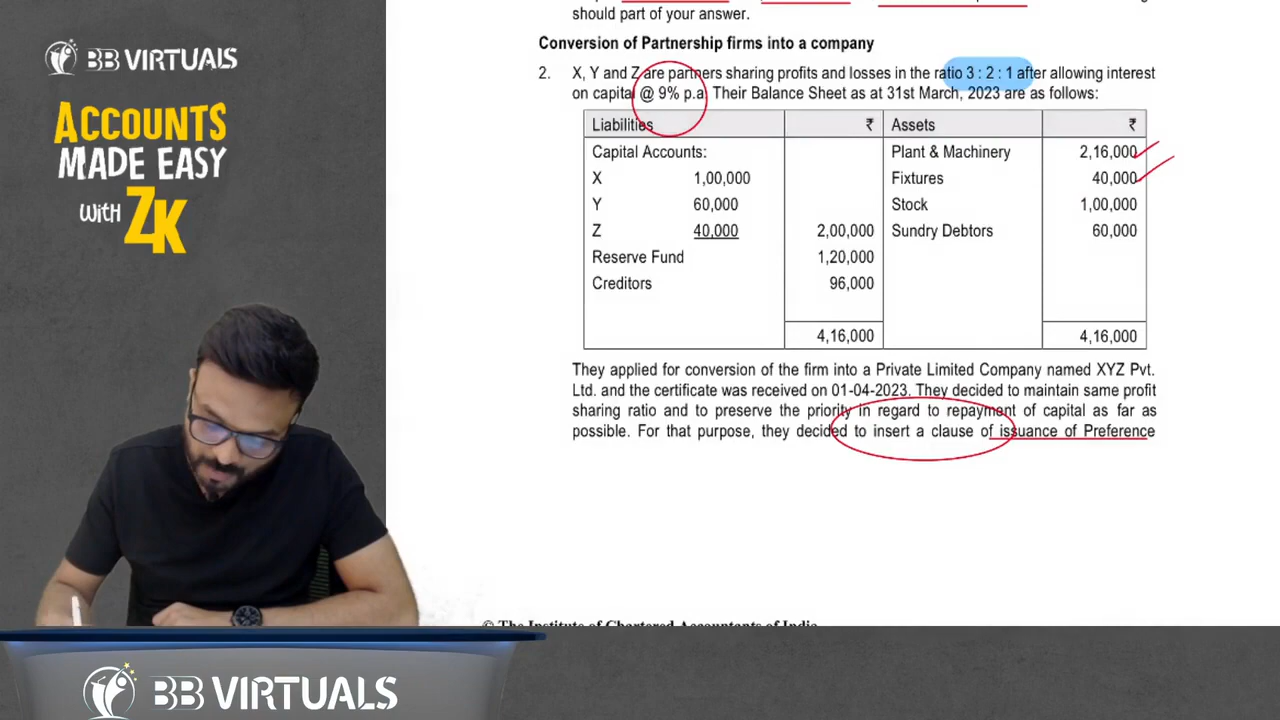 BB VIRTUALS
ACCOUNTS
MADE EASY
WITH ZK
should part of your answer.
Conversion of Partnership firms into a company
2. X, Y and Z are partners sharing profits and losses in the ratio 3 : 2 : 1 after allowing interest
on capital @ 9% p.a. Their Balance Sheet as at 31st March, 2023 are as follows:
Liabilities ₹ Assets ₹
Capital Accounts: Plant & Machinery 2,16,000
X 1,00,000 Fixtures 40,000
Y 60,000 Stock 1,00,000
Z 40,000 2,00,000 Sundry Debtors 60,000
Reserve Fund 1,20,000
Creditors 96,000
4,16,000 4,16,000
They applied for conversion of the firm into a Private Limited Company named XYZ Pvt.
Ltd. and the certificate was received on 01-04-2023. They decided to maintain same profit
sharing ratio and to preserve the priority in regard to repayment of capital as far as
possible. For that purpose, they decided to insert a clause of issuance of Preference
© The Institute of Chartered Accountants of India
BB VIRTUALS